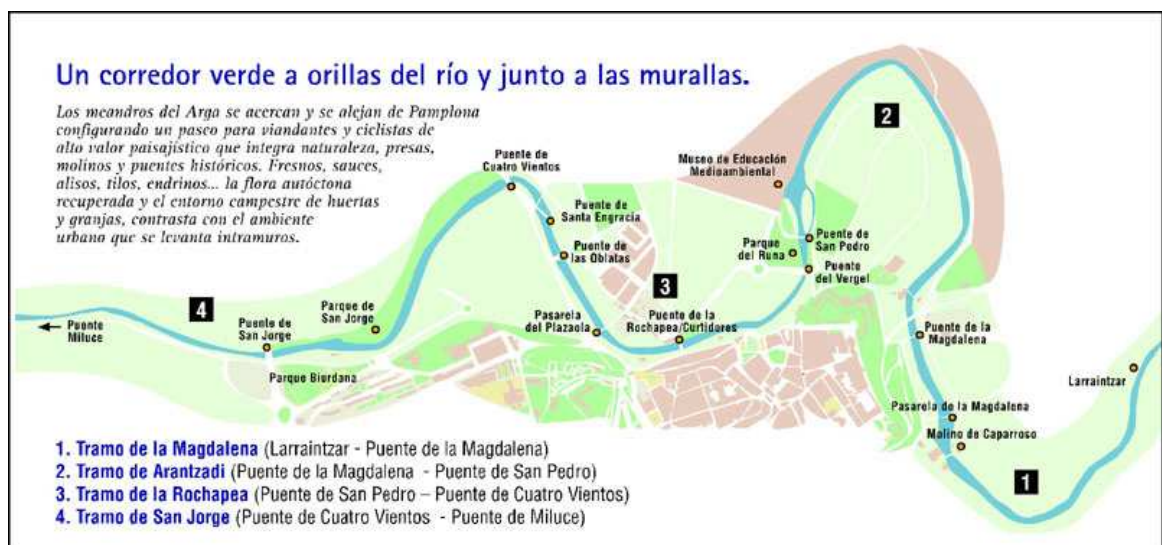 Un corredor verde a orillas del río y junto a las murallas.
Los meandros del Arga se acercan y se alejan de Pamplona
configurando un paseo para viandantes y ciclistas de
alto valor paisajístico que integra naturaleza, presas,
molinos y puentes históricos. Fresnos, sauces,
alisos, tilos, endrinos... la flora autóctona
recuperada y el entorno campestre de huertas
y granjas, contrasta con el ambiente
urbano que se levanta intramuros.
Puente de
Cuatro Vientos
Museo de Educación
Medioambiental
2
Puente de
Santa Engracia
Puente de
las Oblatas
Parque
del Runa
Puente de
San Pedro
Puente
del Vergel
3
4
Parque de
San Jorge
Puente
Miluce
Puente de
San Jorge
Pasarela
del Plazaola
Puente de la
Rochapea/Curtidores
Puente de la
Magdalena
Parque Biurdana
Larraintzar
Pasarela de la Magdalena
Molino de Caparroso
1
1. Tramo de la Magdalena (Larraintzar - Puente de la Magdalena)
2. Tramo de Arantzadi (Puente de la Magdalena - Puente de San Pedro)
3. Tramo de la Rochapea (Puente de San Pedro – Puente de Cuatro Vientos)
4. Tramo de San Jorge (Puente de Cuatro Vientos - Puente de Miluce)